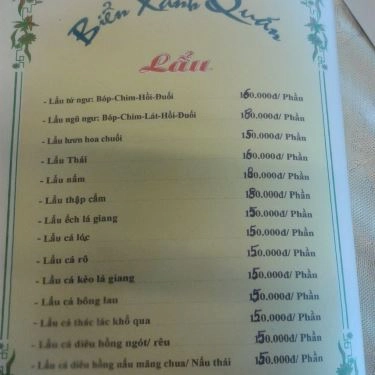 Biển Xanh Quán
Lẩu
- Lẩu tứ ngư: Bóp-Chim-Hồi-Đuối 160.000đ/ Phần
- Lẩu ngũ ngư: Bóp-Chim-Lát-Hồi-Đuối 180.000đ/ Phần
- Lẩu lươn hoa chuối 150.000đ/ Phần
- Lẩu Thái 160.000đ/ Phần
- Lẩu nấm 180.000đ/ Phần
- Lẩu thập cẩm 180.000đ/ Phần
- Lẩu ếch lá giang 150.000đ/ Phần
- Lẩu cá lóc 150.000đ/ Phần
- Lẩu cá rô 150.000đ/ Phần
- Lẩu cá kèo lá giang 150.000đ/ Phần
- Lẩu cá bông lau 150.000đ/ Phần
- Lẩu cá thác lác khổ qua 150.000đ/ Phần
- Lẩu cá diêu hồng ngót/ rêu 150.000đ/ Phần
- Lẩu cá diêu hồng nấu măng chua/ Nấu thái 150.000đ/ Phần